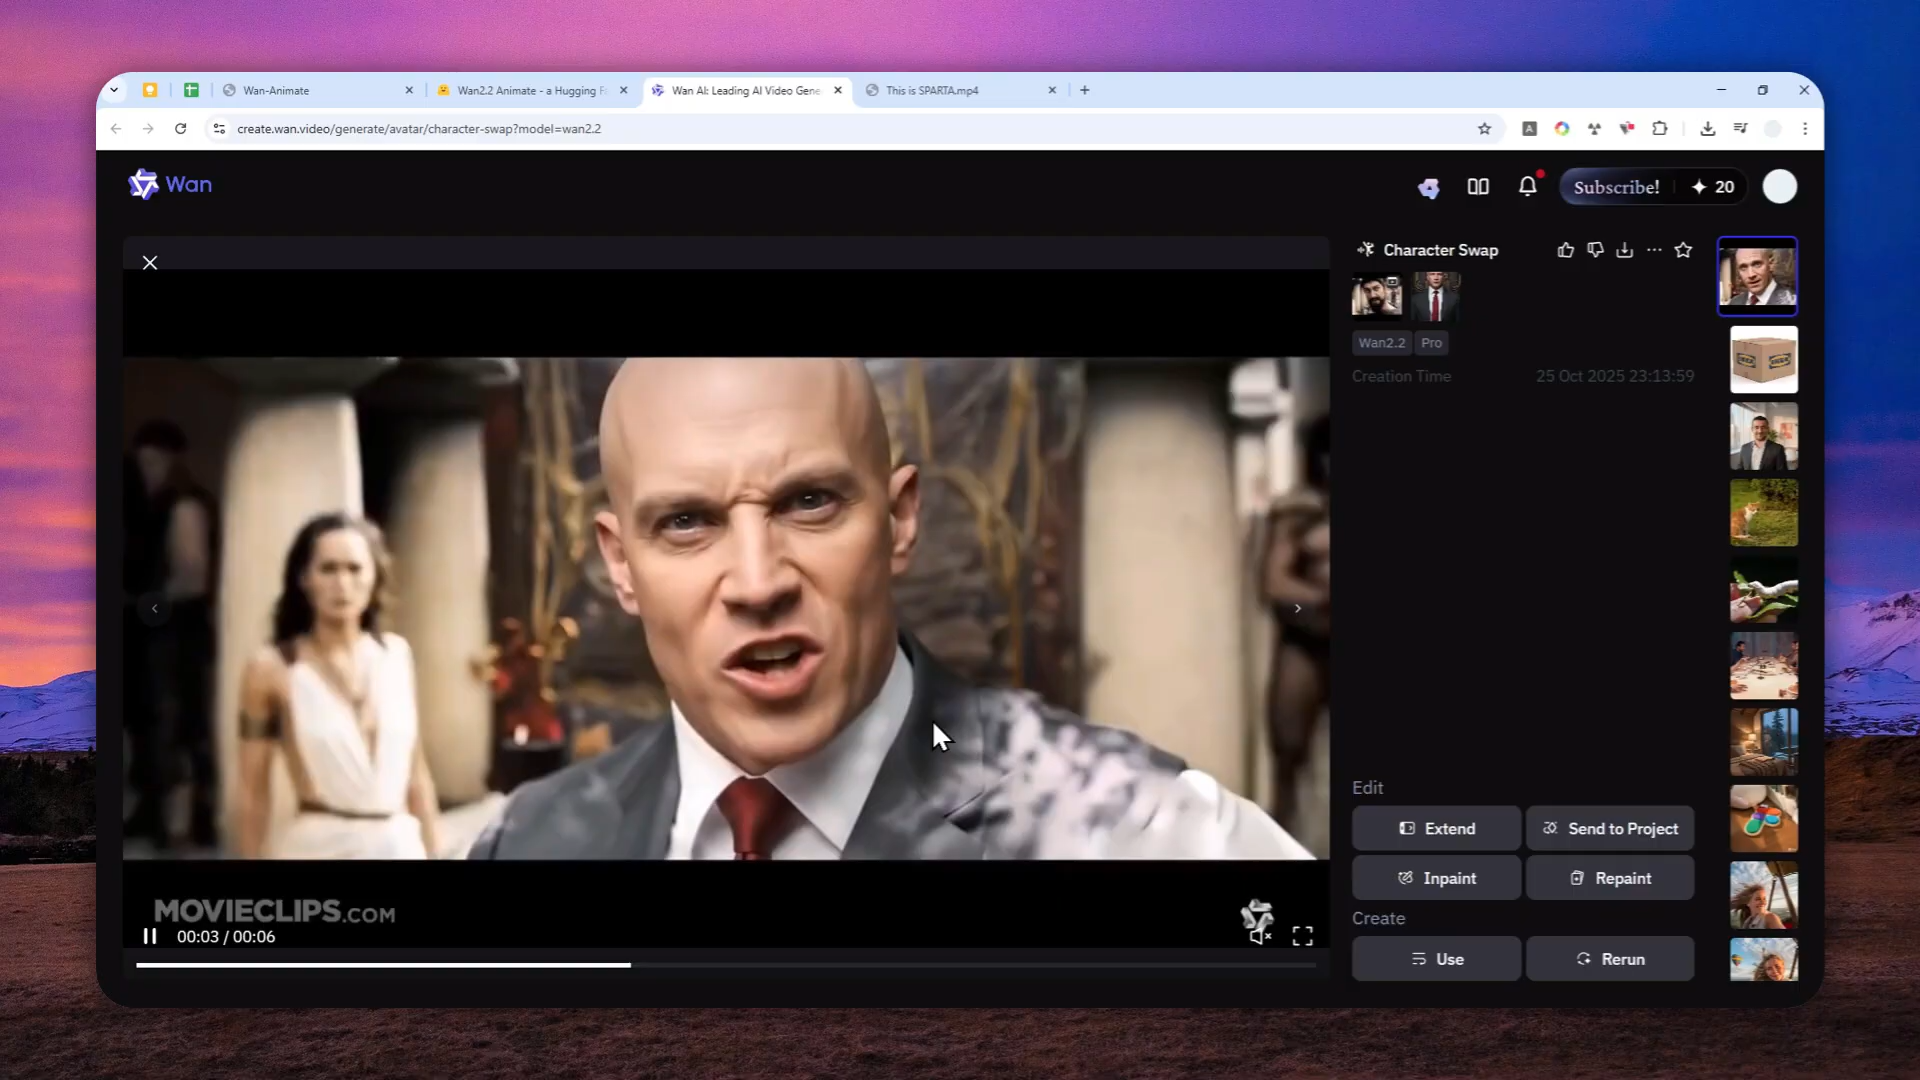 Wan-Animate
Wan2.2 Animate - a Hugging F
Wan AI: Leading AI Video Gene
This is SPARTA.mp4
create.wan.video/generate/avatar/character-swap?model=wan2.2
Wan
Subscribe!
20
Character Swap
Wan2.2
Pro
Creation Time
25 Oct 2025 23:13:59
MOVIECLIPS.COM
00:03 / 00:06
Edit
Extend
Send to Project
Inpaint
Repaint
Create
Use
Rerun